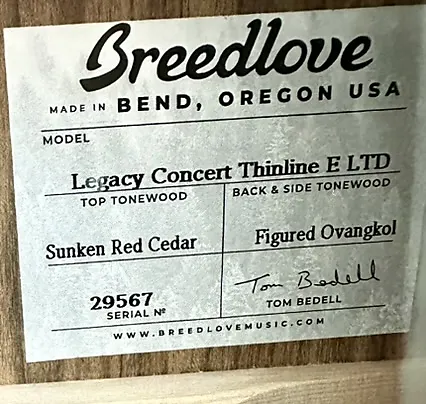 Breedlove
MADE IN BEND, OREGON USA
MODEL
Legacy Concert Thinline E LTD
TOP TONEWOOD
BACK & SIDE TONEWOOD
Sunken Red Cedar
Figured Ovangkol
29567
SERIAL Nº
Tom Bedell
TOM BEDELL
WWW.BREEDLOVEMUSIC.COM